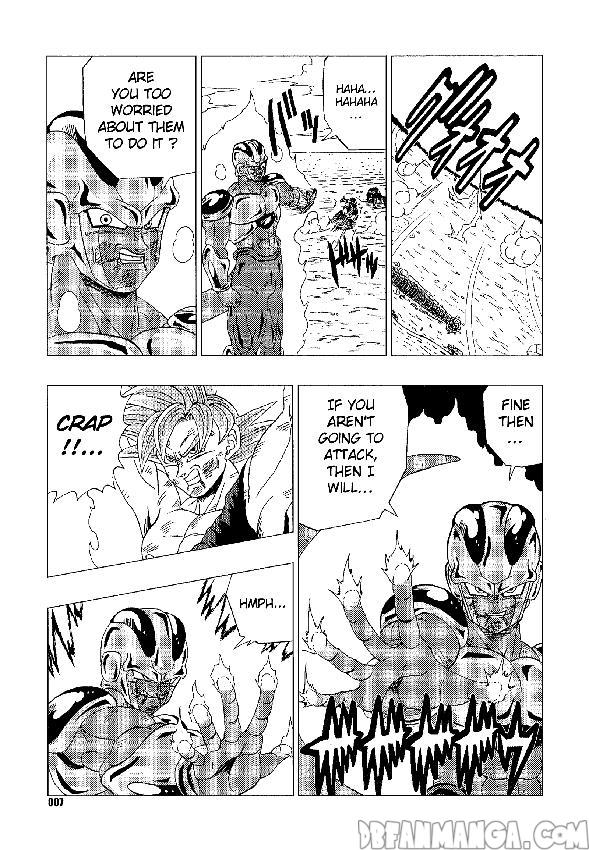 HAHA...
HAHAHA
...
ARE
YOU TOO
WORRIED
ABOUT THEM
TO DO IT ?
FINE
THEN
...
IF YOU
AREN'T
GOING TO
ATTACK,
THEN I
WILL...
CRAP
!!...
HMPH...
007
DBFANMANGA.COM